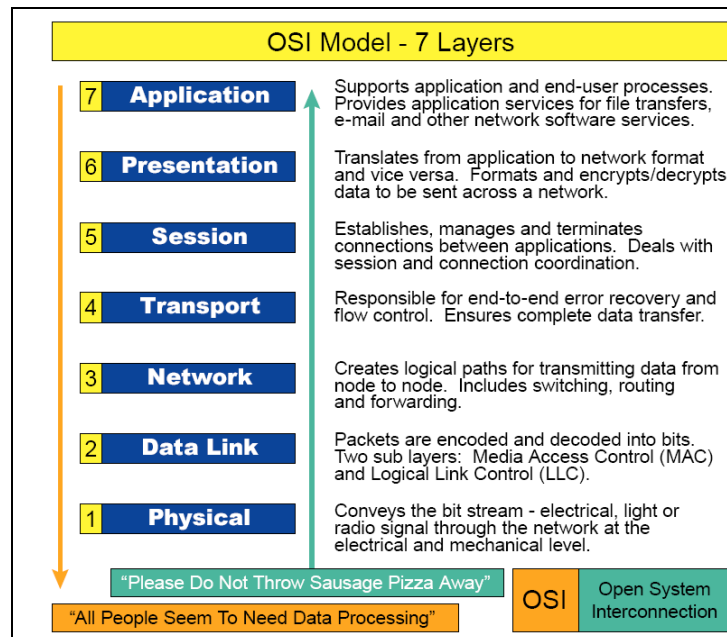 OSI Model - 7 Layers
7 Application
Supports application and end-user processes.
Provides application services for file transfers,
e-mail and other network software services.
6 Presentation
Translates from application to network format
and vice versa. Formats and encrypts/decrypts
data to be sent across a network.
5 Session
Establishes, manages and terminates
connections between applications. Deals with
session and connection coordination.
4 Transport
Responsible for end-to-end error recovery and
flow control. Ensures complete data transfer.
3 Network
Creates logical paths for transmitting data from
node to node. Includes switching, routing
and forwarding.
2 Data Link
Packets are encoded and decoded into bits.
Two sub layers: Media Access Control (MAC)
and Logical Link Control (LLC).
1 Physical
Conveys the bit stream - electrical, light or
radio signal through the network at the
electrical and mechanical level.
“Please Do Not Throw Sausage Pizza Away”
“All People Seem To Need Data Processing”
OSI
Open System
Interconnection